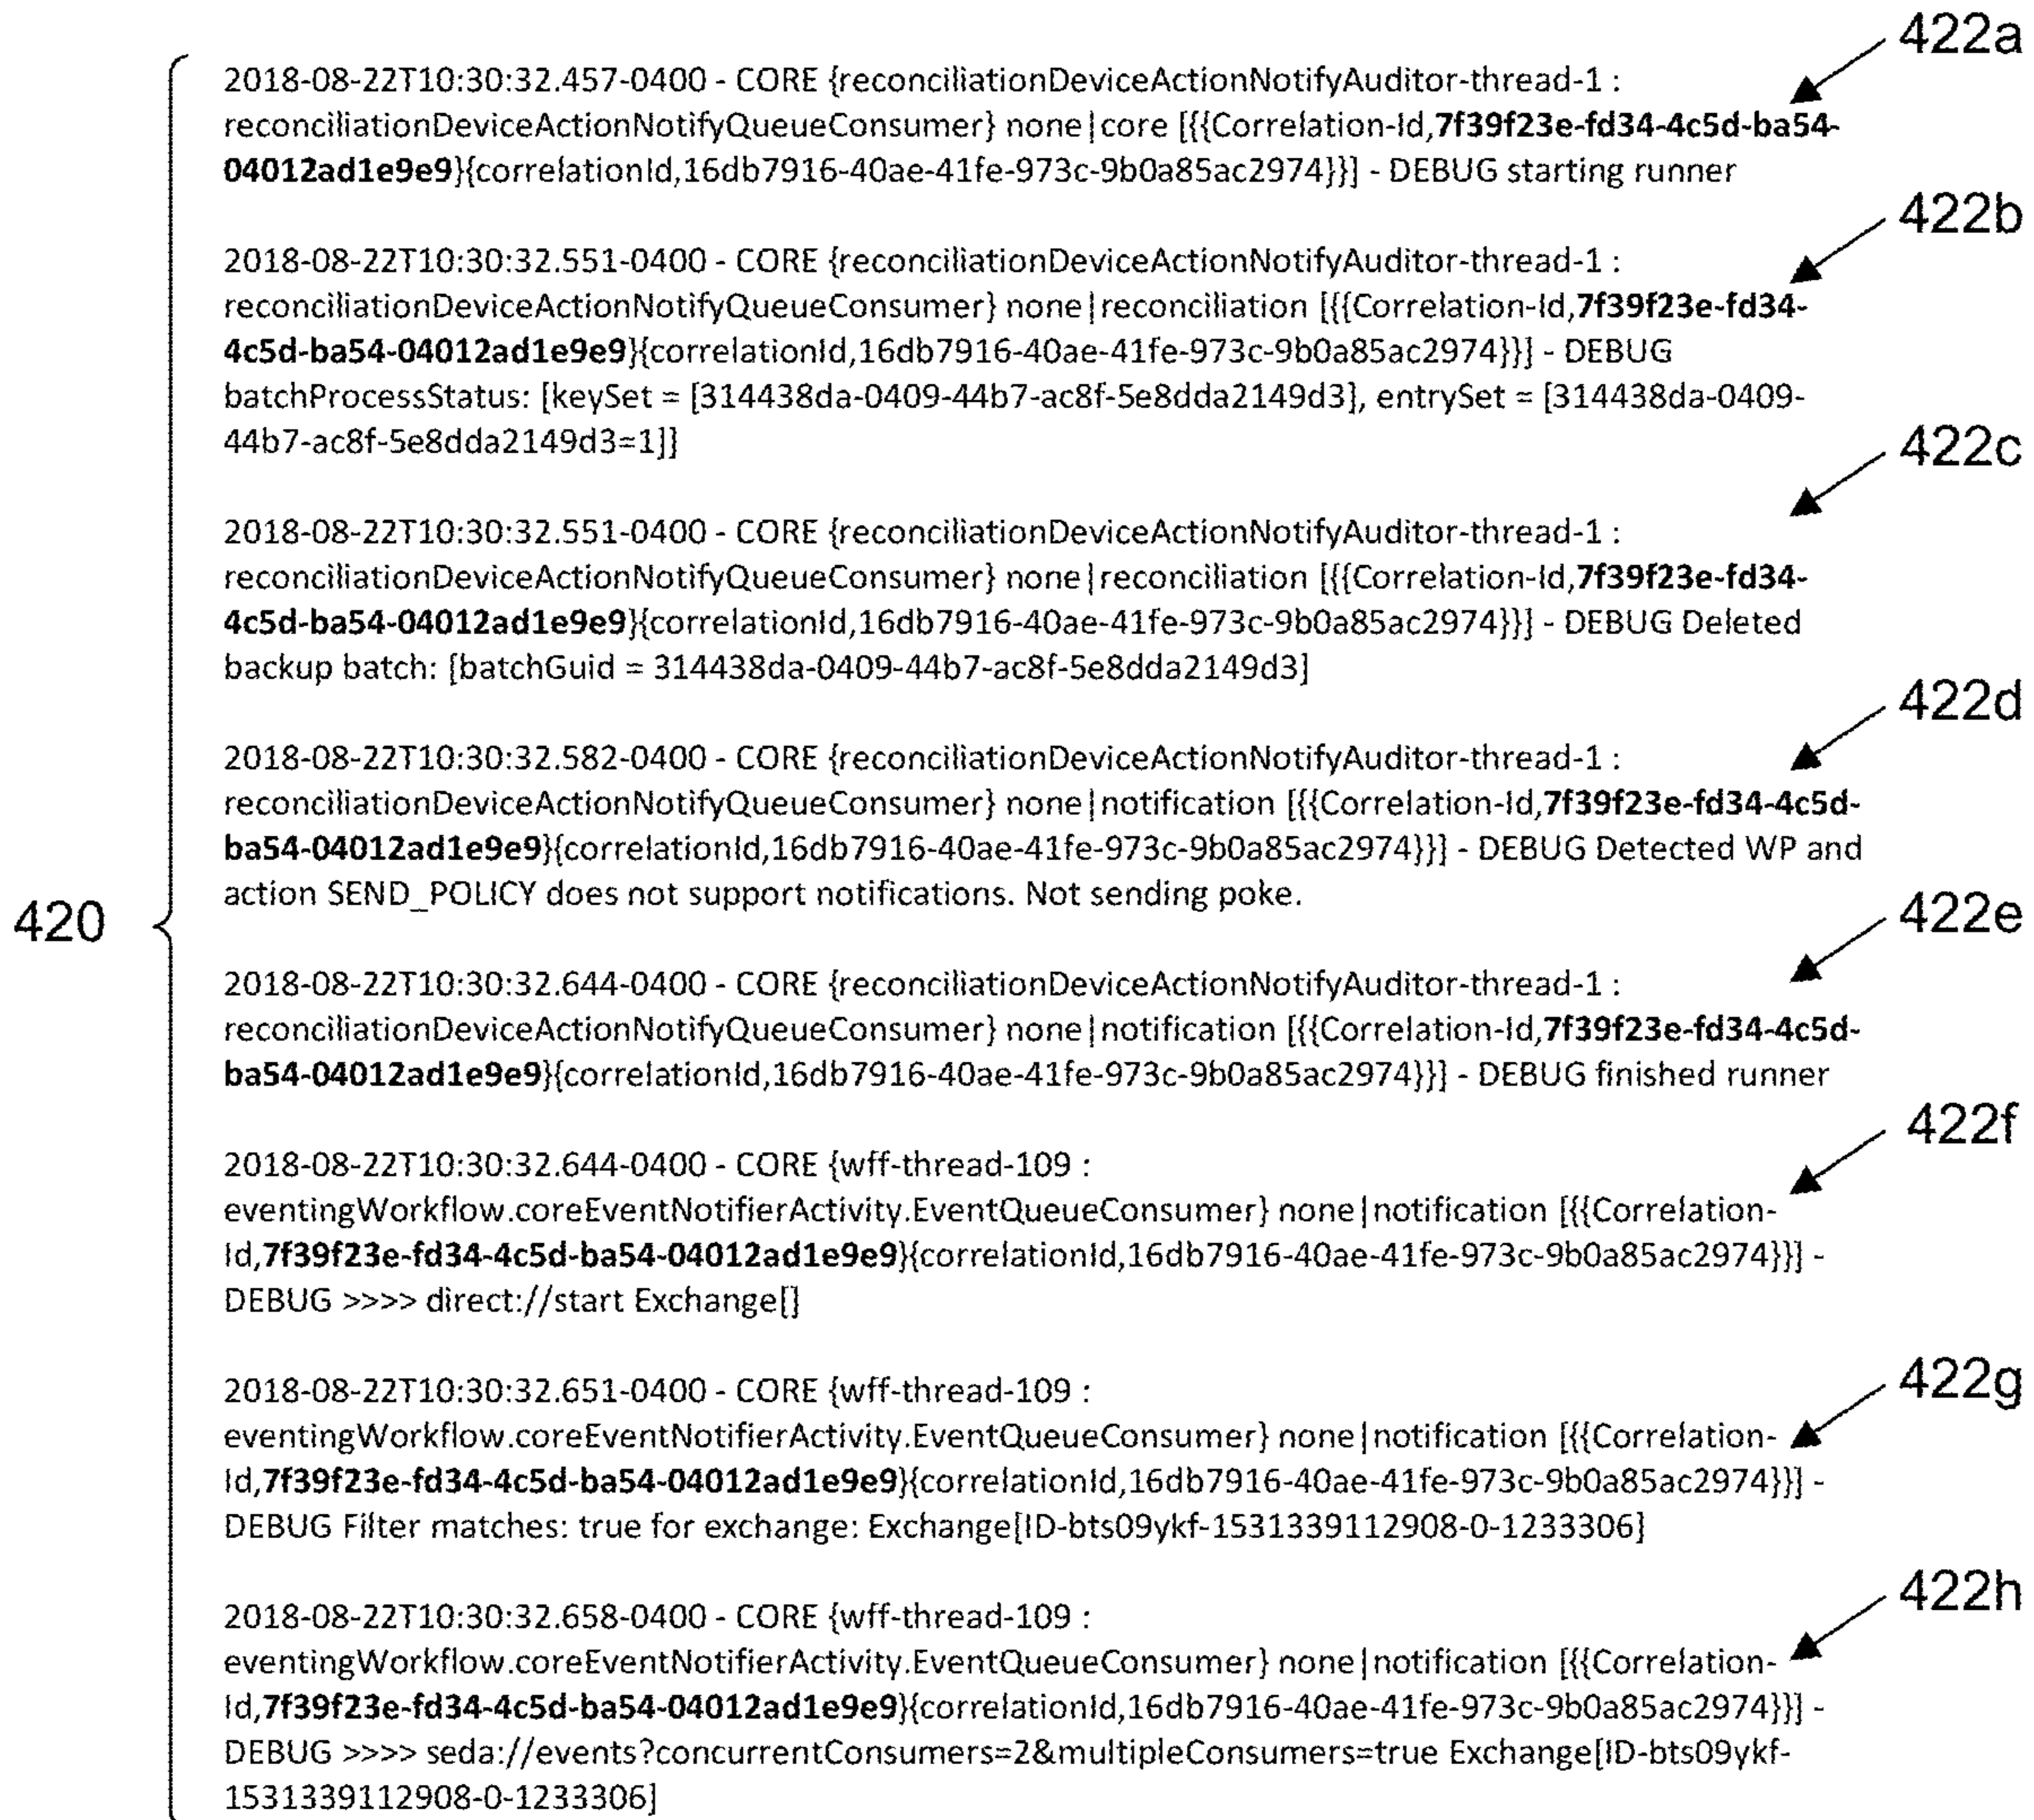 422a
2018-08-22T10:30:32.457-0400 - CORE {reconciliationDeviceActionNotifyAuditor-thread-1 :
reconciliationDeviceActionNotifyQueueConsumer} none|core [{{Correlation-Id,7f39f23e-fd34-4c5d-ba54-
04012ad1e9e9}{correlationId,16db7916-40ae-41fe-973c-9b0a85ac2974}}] - DEBUG starting runner
422b
2018-08-22T10:30:32.551-0400 - CORE {reconciliationDeviceActionNotifyAuditor-thread-1 :
reconciliationDeviceActionNotifyQueueConsumer} none|reconciliation [{{Correlation-Id,7f39f23e-fd34-
4c5d-ba54-04012ad1e9e9}{correlationId,16db7916-40ae-41fe-973c-9b0a85ac2974}}] - DEBUG
batchProcessStatus: [keySet = [314438da-0409-44b7-ac8f-5e8dda2149d3], entrySet = [314438da-0409-
44b7-ac8f-5e8dda2149d3=1]]
422c
2018-08-22T10:30:32.551-0400 - CORE {reconciliationDeviceActionNotifyAuditor-thread-1 :
reconciliationDeviceActionNotifyQueueConsumer} none|reconciliation [{{Correlation-Id,7f39f23e-fd34-
4c5d-ba54-04012ad1e9e9}{correlationId,16db7916-40ae-41fe-973c-9b0a85ac2974}}] - DEBUG Deleted
backup batch: [batchGuid = 314438da-0409-44b7-ac8f-5e8dda2149d3]
422d
2018-08-22T10:30:32.582-0400 - CORE {reconciliationDeviceActionNotifyAuditor-thread-1 :
reconciliationDeviceActionNotifyQueueConsumer} none|notification [{{Correlation-Id,7f39f23e-fd34-4c5d-
ba54-04012ad1e9e9}{correlationId,16db7916-40ae-41fe-973c-9b0a85ac2974}}] - DEBUG Detected WP and
action SEND_POLICY does not support notifications. Not sending poke.
420
422e
2018-08-22T10:30:32.644-0400 - CORE {reconciliationDeviceActionNotifyAuditor-thread-1 :
reconciliationDeviceActionNotifyQueueConsumer} none|notification [{{Correlation-Id,7f39f23e-fd34-4c5d-
ba54-04012ad1e9e9}{correlationId,16db7916-40ae-41fe-973c-9b0a85ac2974}}] - DEBUG finished runner
422f
2018-08-22T10:30:32.644-0400 - CORE {wff-thread-109 :
eventingWorkflow.coreEventNotifierActivity.EventQueueConsumer} none|notification [{{Correlation-
Id,7f39f23e-fd34-4c5d-ba54-04012ad1e9e9}{correlationId,16db7916-40ae-41fe-973c-9b0a85ac2974}}] -
DEBUG >>>> direct://start Exchange[]
422g
2018-08-22T10:30:32.651-0400 - CORE {wff-thread-109 :
eventingWorkflow.coreEventNotifierActivity.EventQueueConsumer} none|notification [{{Correlation-
Id,7f39f23e-fd34-4c5d-ba54-04012ad1e9e9}{correlationId,16db7916-40ae-41fe-973c-9b0a85ac2974}}] -
DEBUG Filter matches: true for exchange: Exchange[ID-bts09ykf-1531339112908-0-1233306]
422h
2018-08-22T10:30:32.658-0400 - CORE {wff-thread-109 :
eventingWorkflow.coreEventNotifierActivity.EventQueueConsumer} none|notification [{{Correlation-
Id,7f39f23e-fd34-4c5d-ba54-04012ad1e9e9}{correlationId,16db7916-40ae-41fe-973c-9b0a85ac2974}}] -
DEBUG >>>> seda://events?concurrentConsumers=2&multipleConsumers=true Exchange[ID-bts09ykf-
1531339112908-0-1233306]